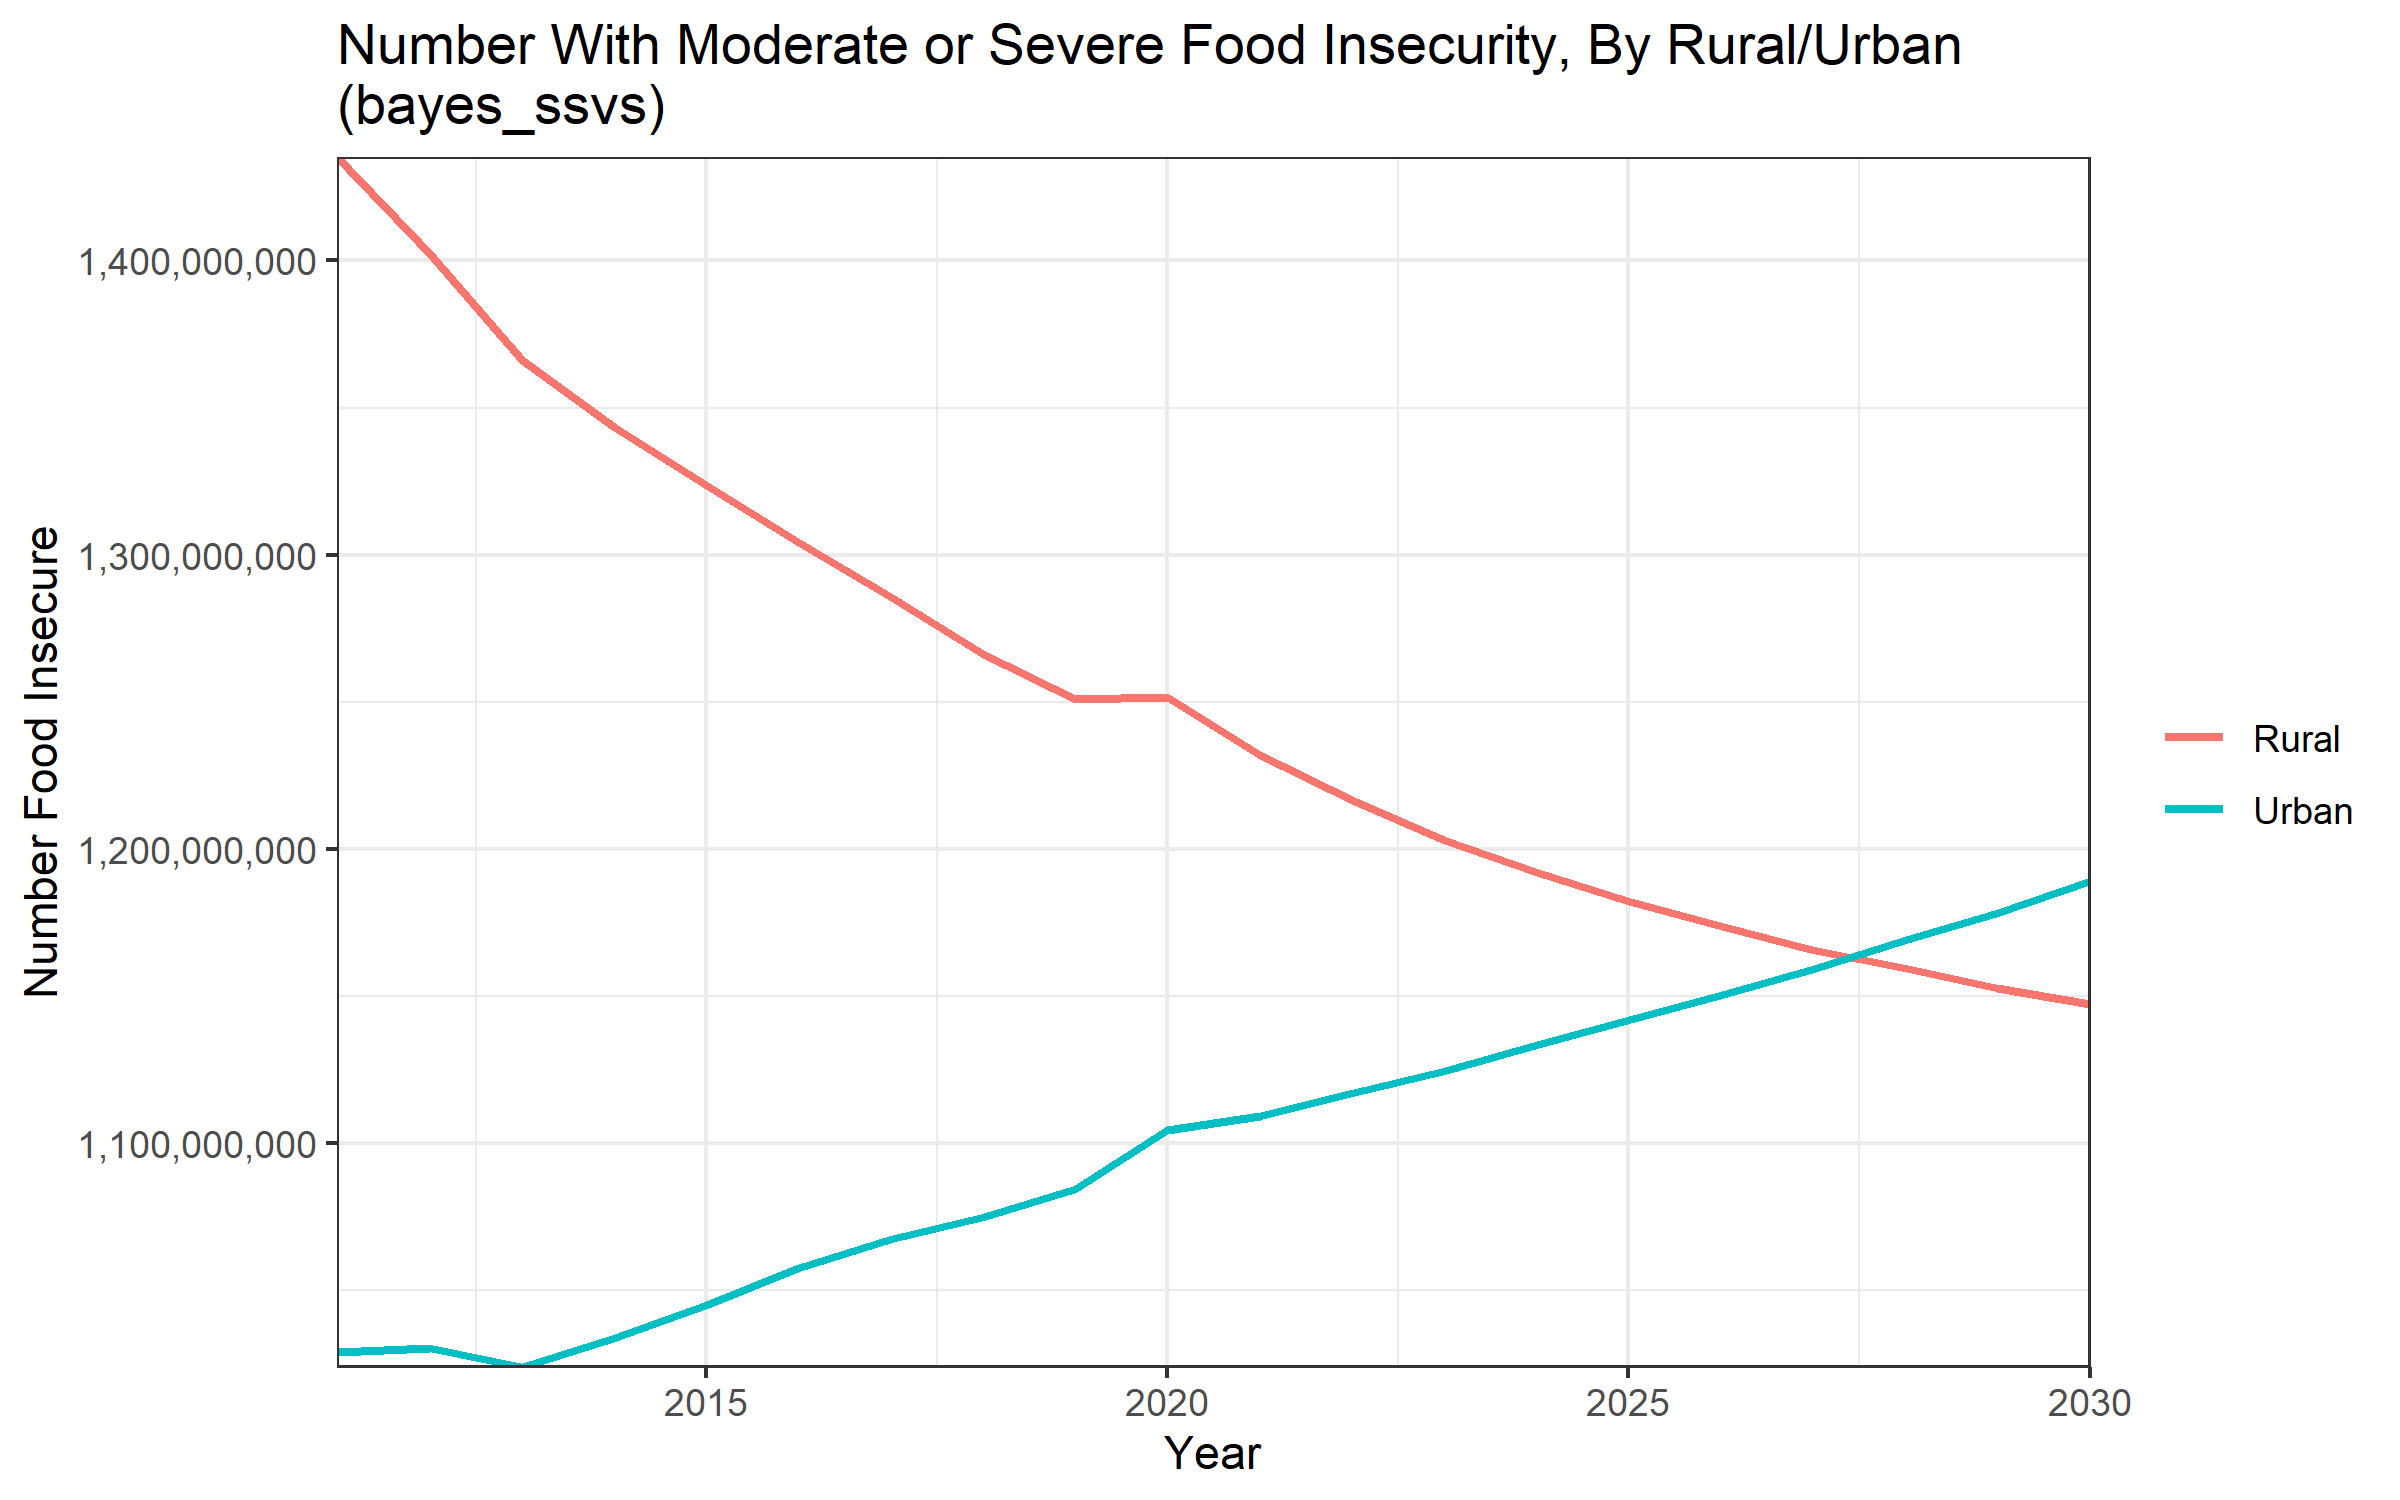 Number With Moderate or Severe Food Insecurity, By Rural/Urban
(bayes_ssvs)
Number Food Insecure
1,400,000,000
1,300,000,000
1,200,000,000
1,100,000,000
2015
2020
2025
2030
Year
Rural
Urban